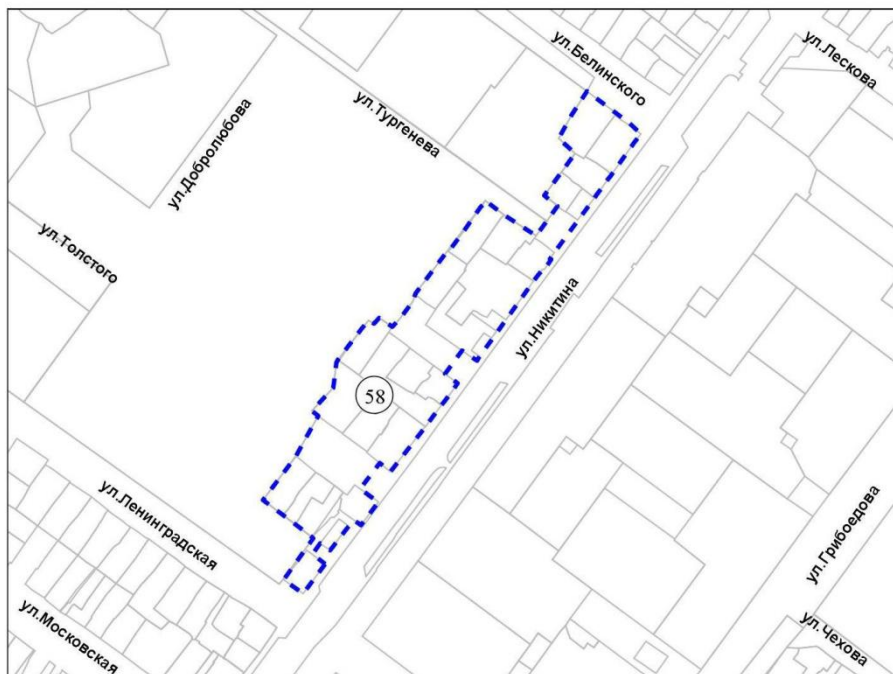 ул.Белинского
ул.Лескова
ул.Тургенева
ул.Добролюбова
ул.Толстого
ул.Никитина
58
ул.Ленинградская
ул.Грибоедова
ул.Московская
ул.Чехова